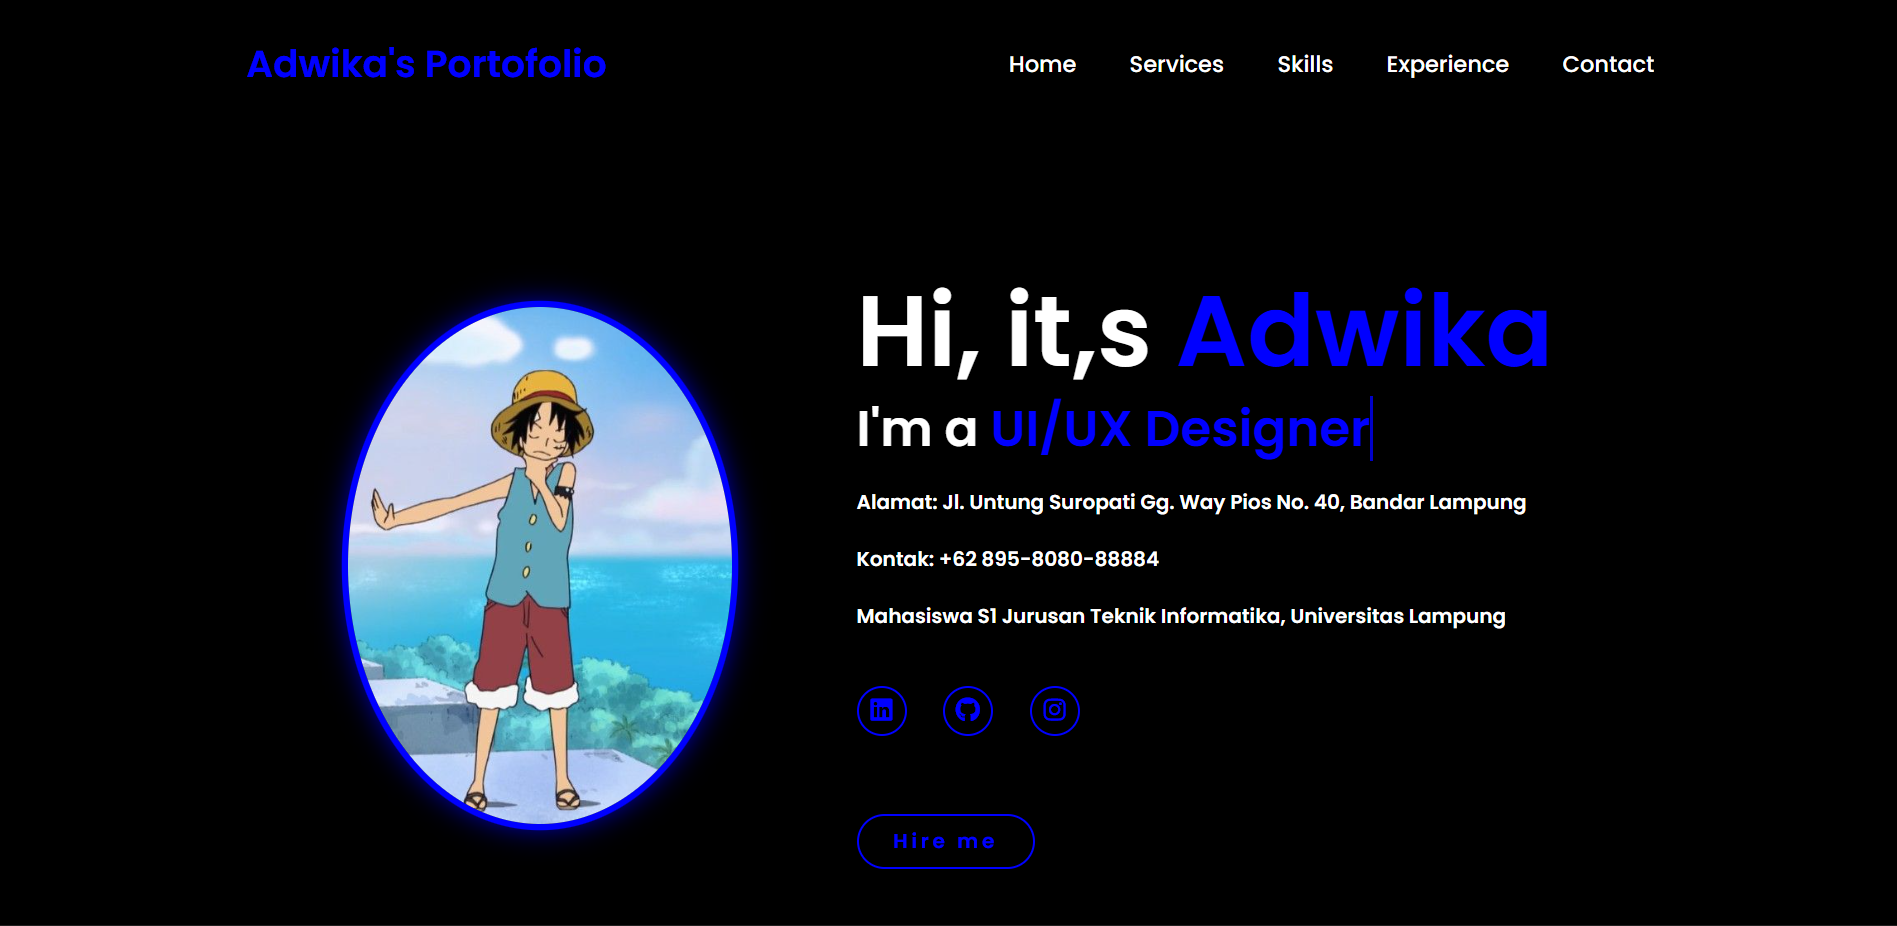 Adwika's Portofolio
Home Services Skills Experience Contact
Hi, it,s Adwika
I'm a UI/UX Designer
Alamat: Jl. Untung Suropati Gg. Way Pios No. 40, Bandar Lampung
Kontak: +62 895-8080-88884
Mahasiswa S1 Jurusan Teknik Informatika, Universitas Lampung
Hire me